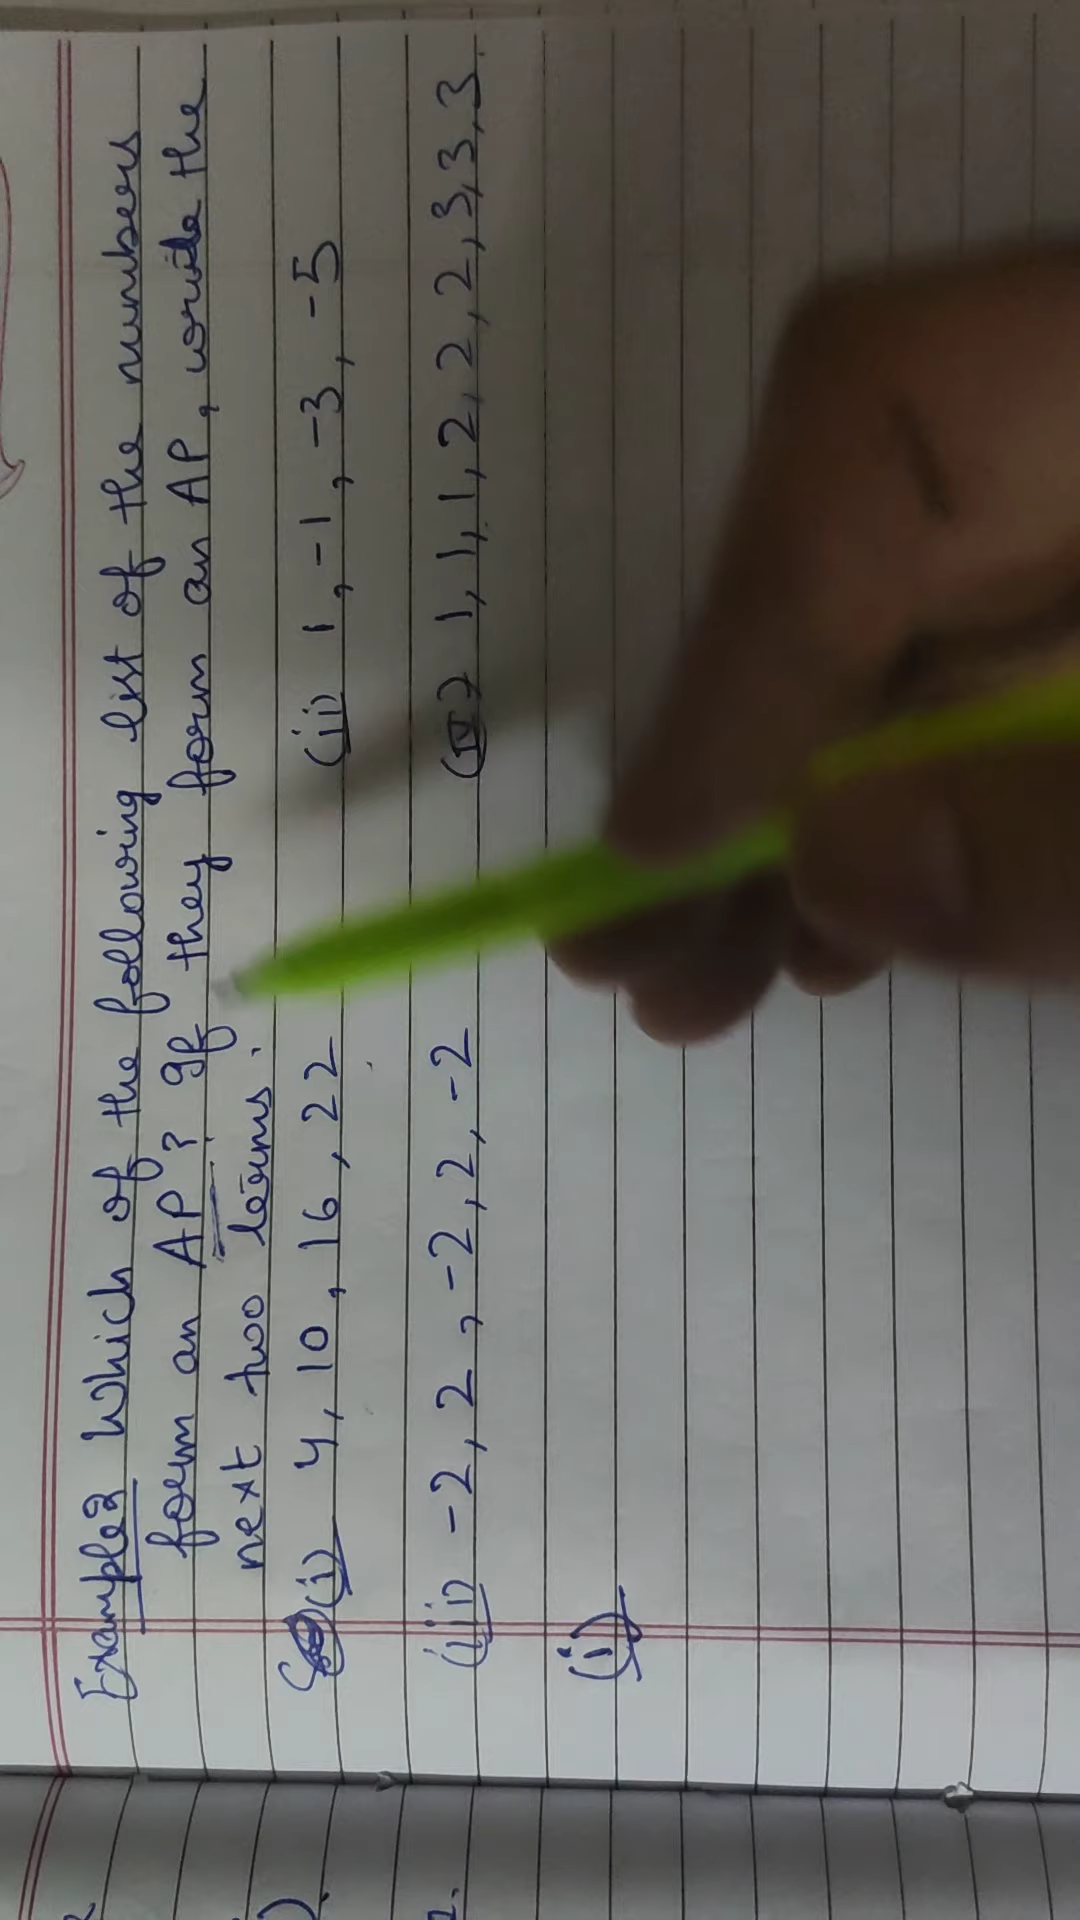 Example 2 Which of the following list of the numbers
form an AP? If they form an AP, write the
next two terms.
(i) 4, 10, 16, 22 (ii) 1, -1, -3, -5
(iii) -2, 2, -2, 2, -2 (iv) 1, 1, 1, 2, 2, 2, 3, 3, 3.
(i)